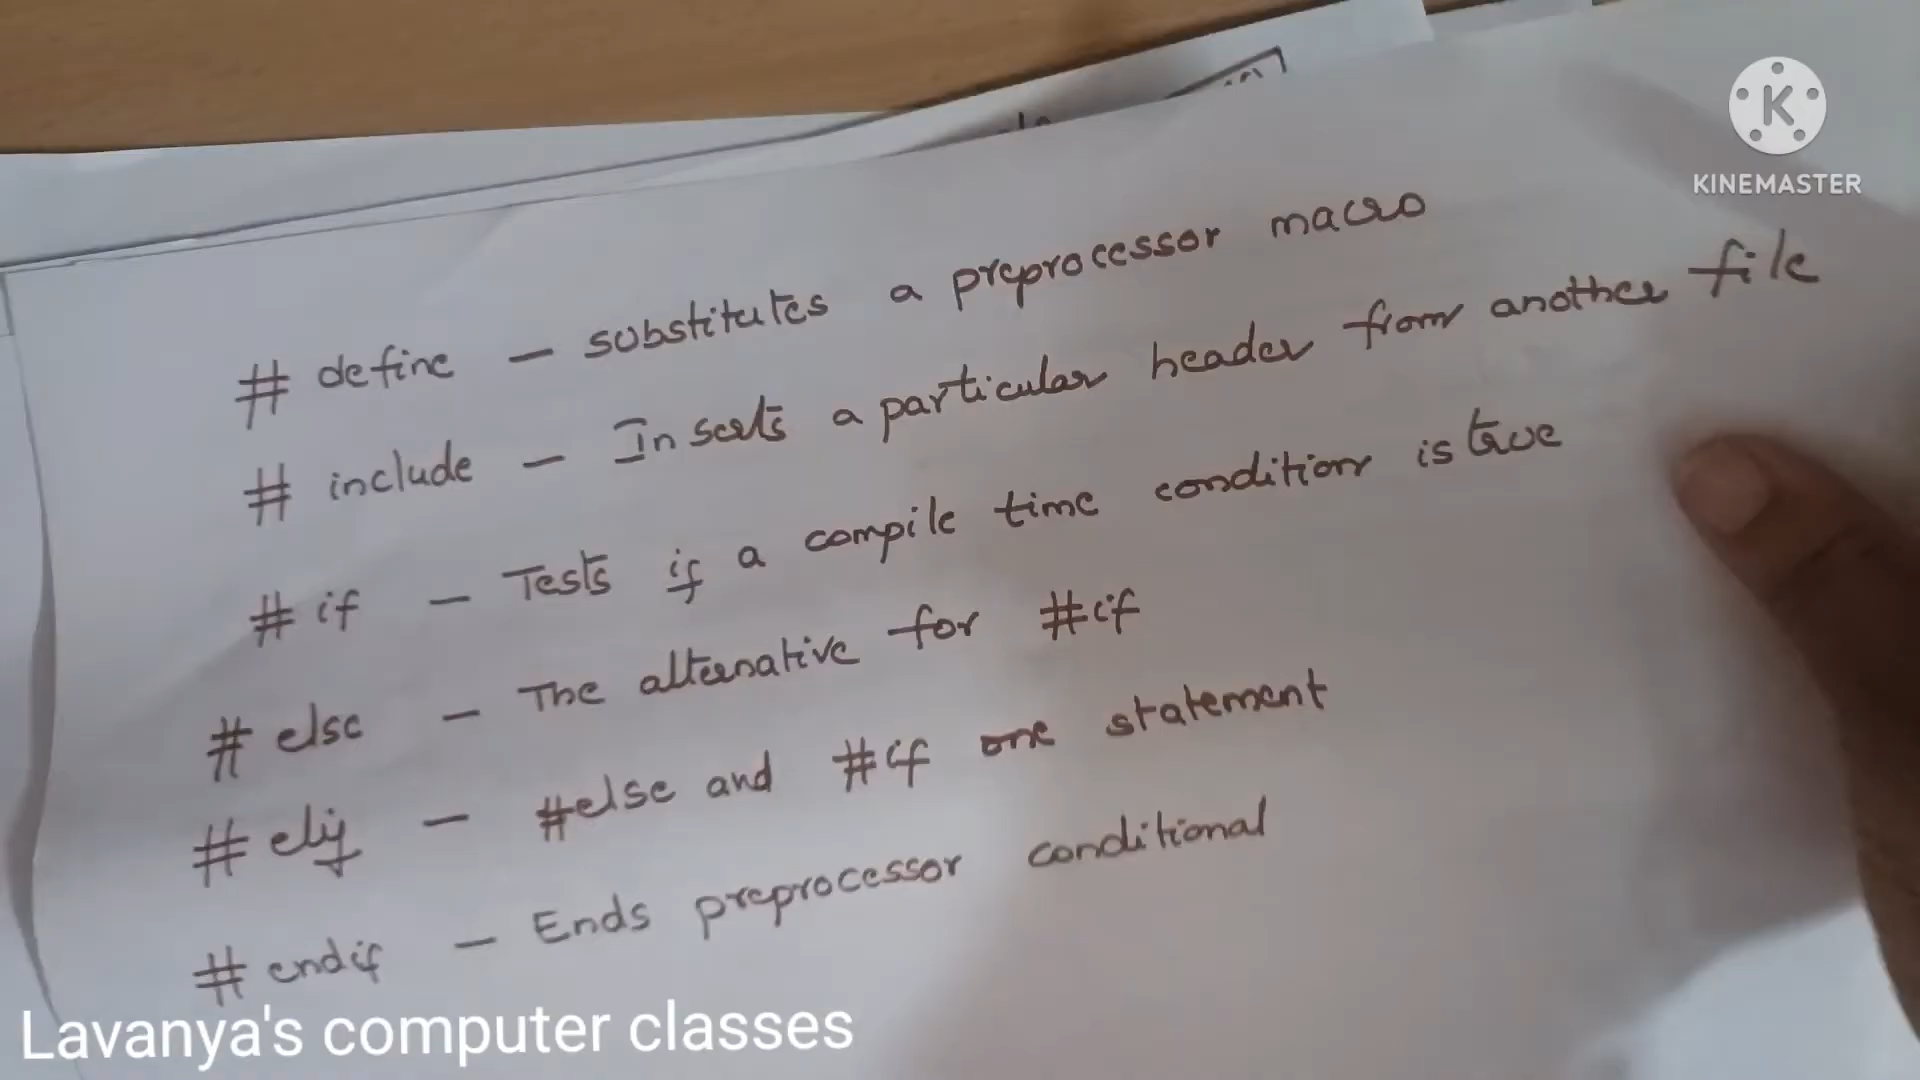 KINEMASTER
# define — substitutes a preprocessor macro
# include — Inserts a particular header from another file
# if — Tests if a compile time condition is true
# else — The alternative for #if
# elif — #else and #if one statement
# endif — Ends preprocessor conditional
Lavanya's computer classes